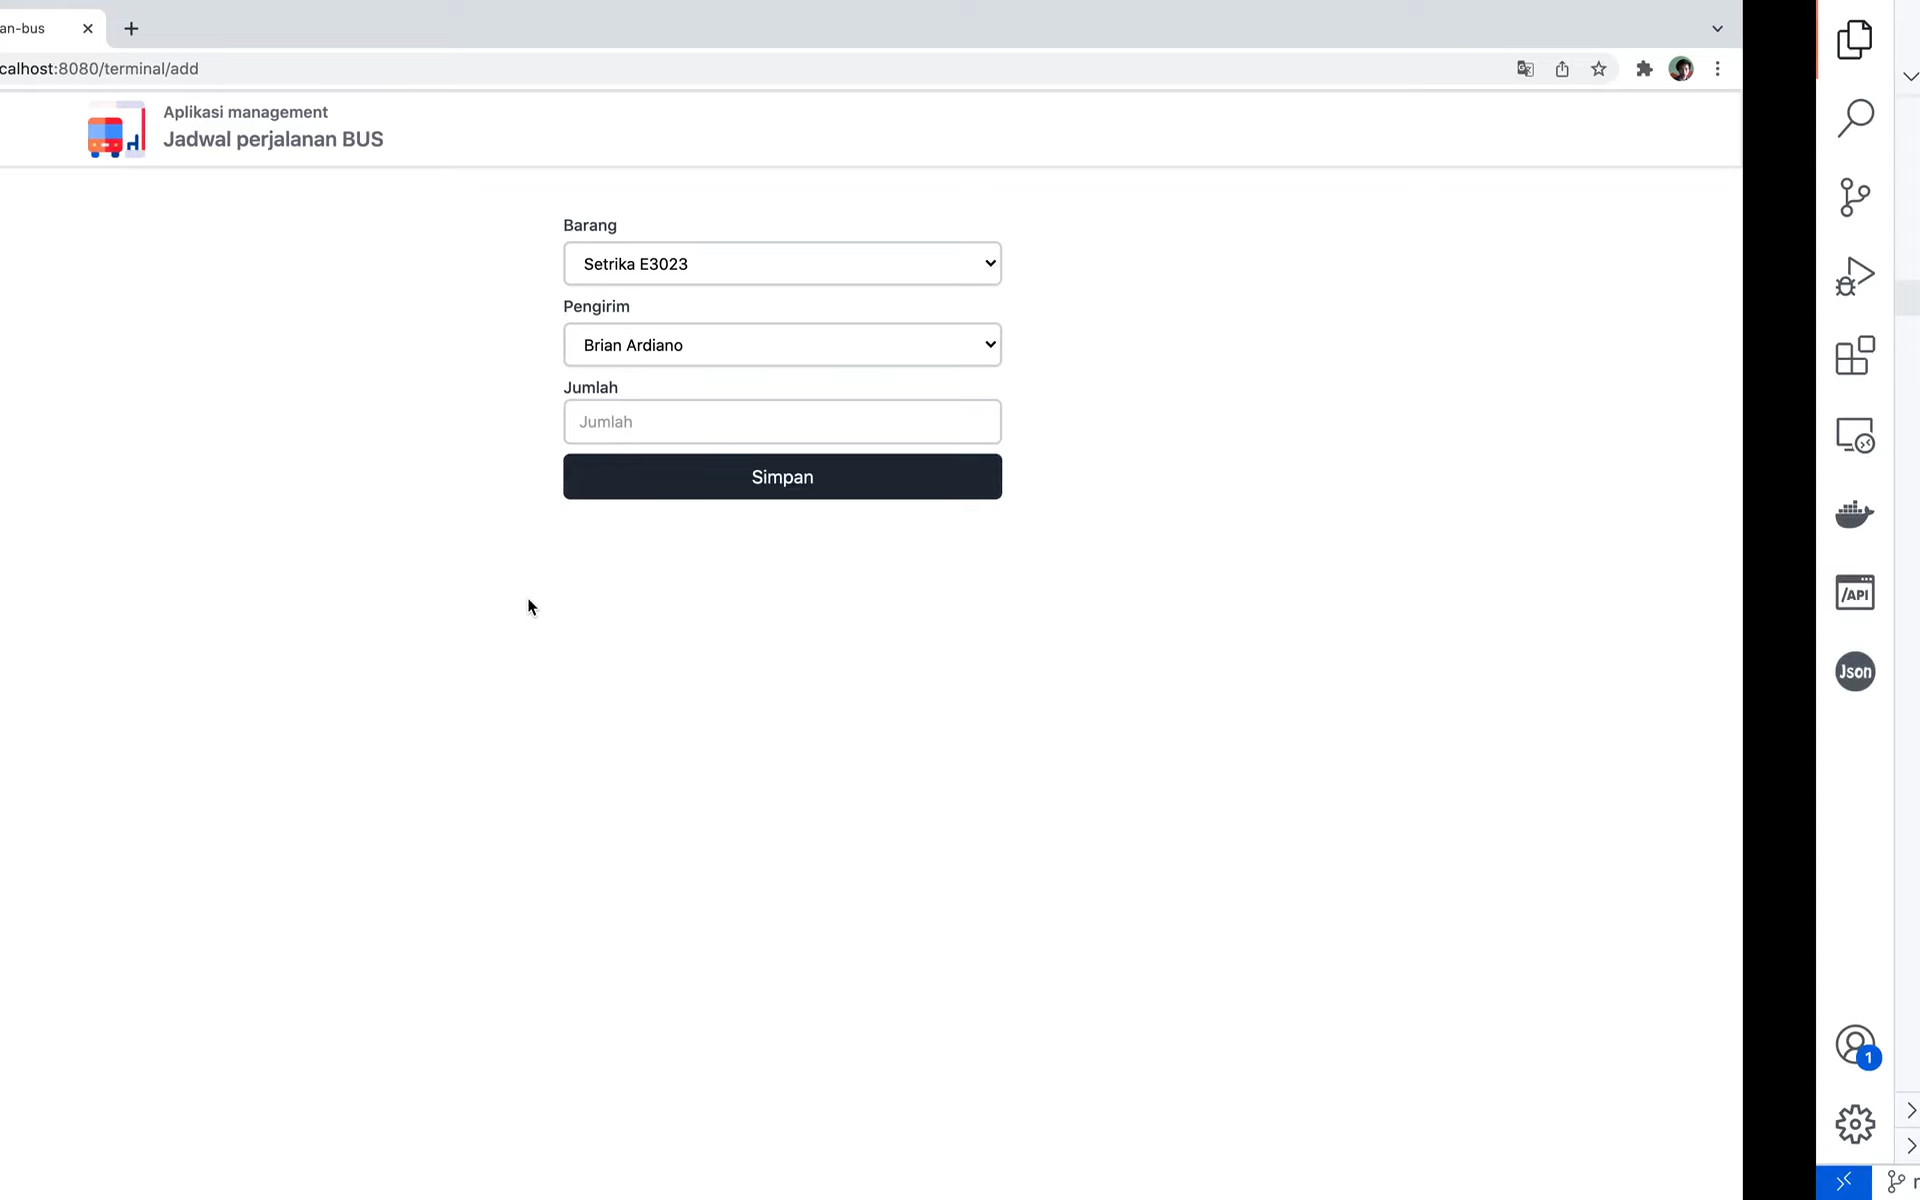 an-bus
calhost:8080/terminal/add
Aplikasi management
Jadwal perjalanan BUS
Barang
Setrika E3023
Pengirim
Brian Ardiano
Jumlah
Jumlah
Simpan
/API
Json
1